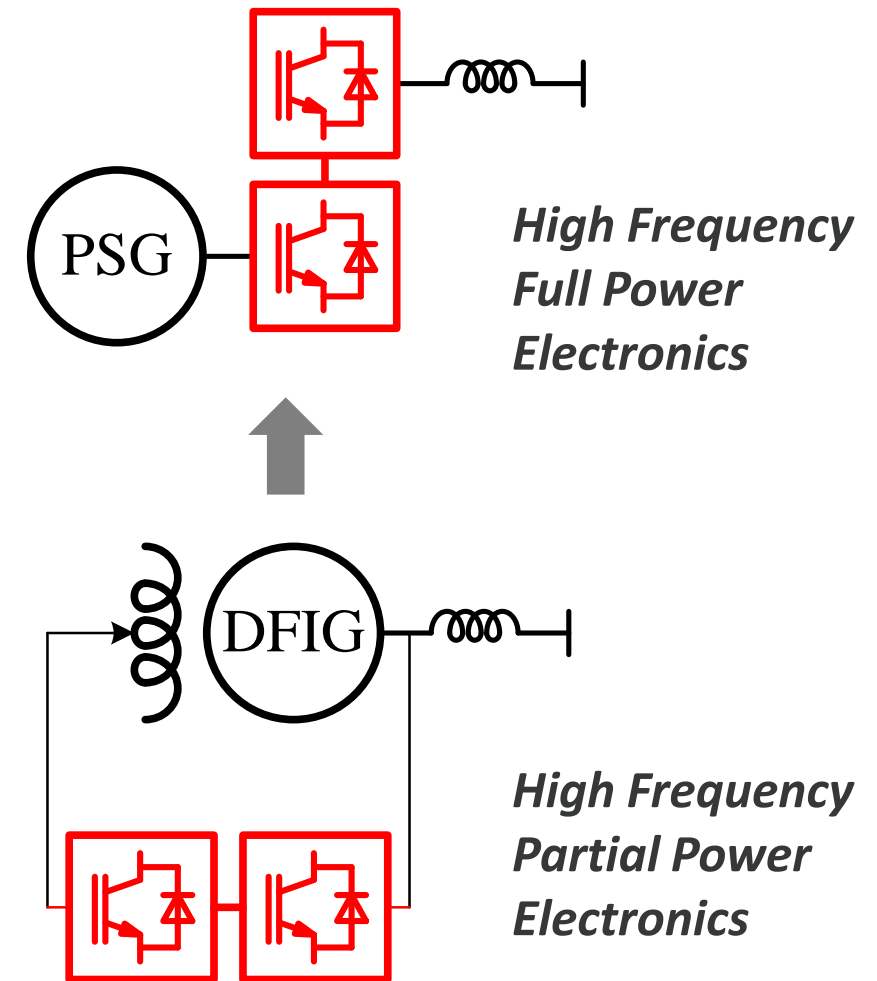 PSG
High Frequency
Full Power
Electronics
DFIG
High Frequency
Partial Power
Electronics